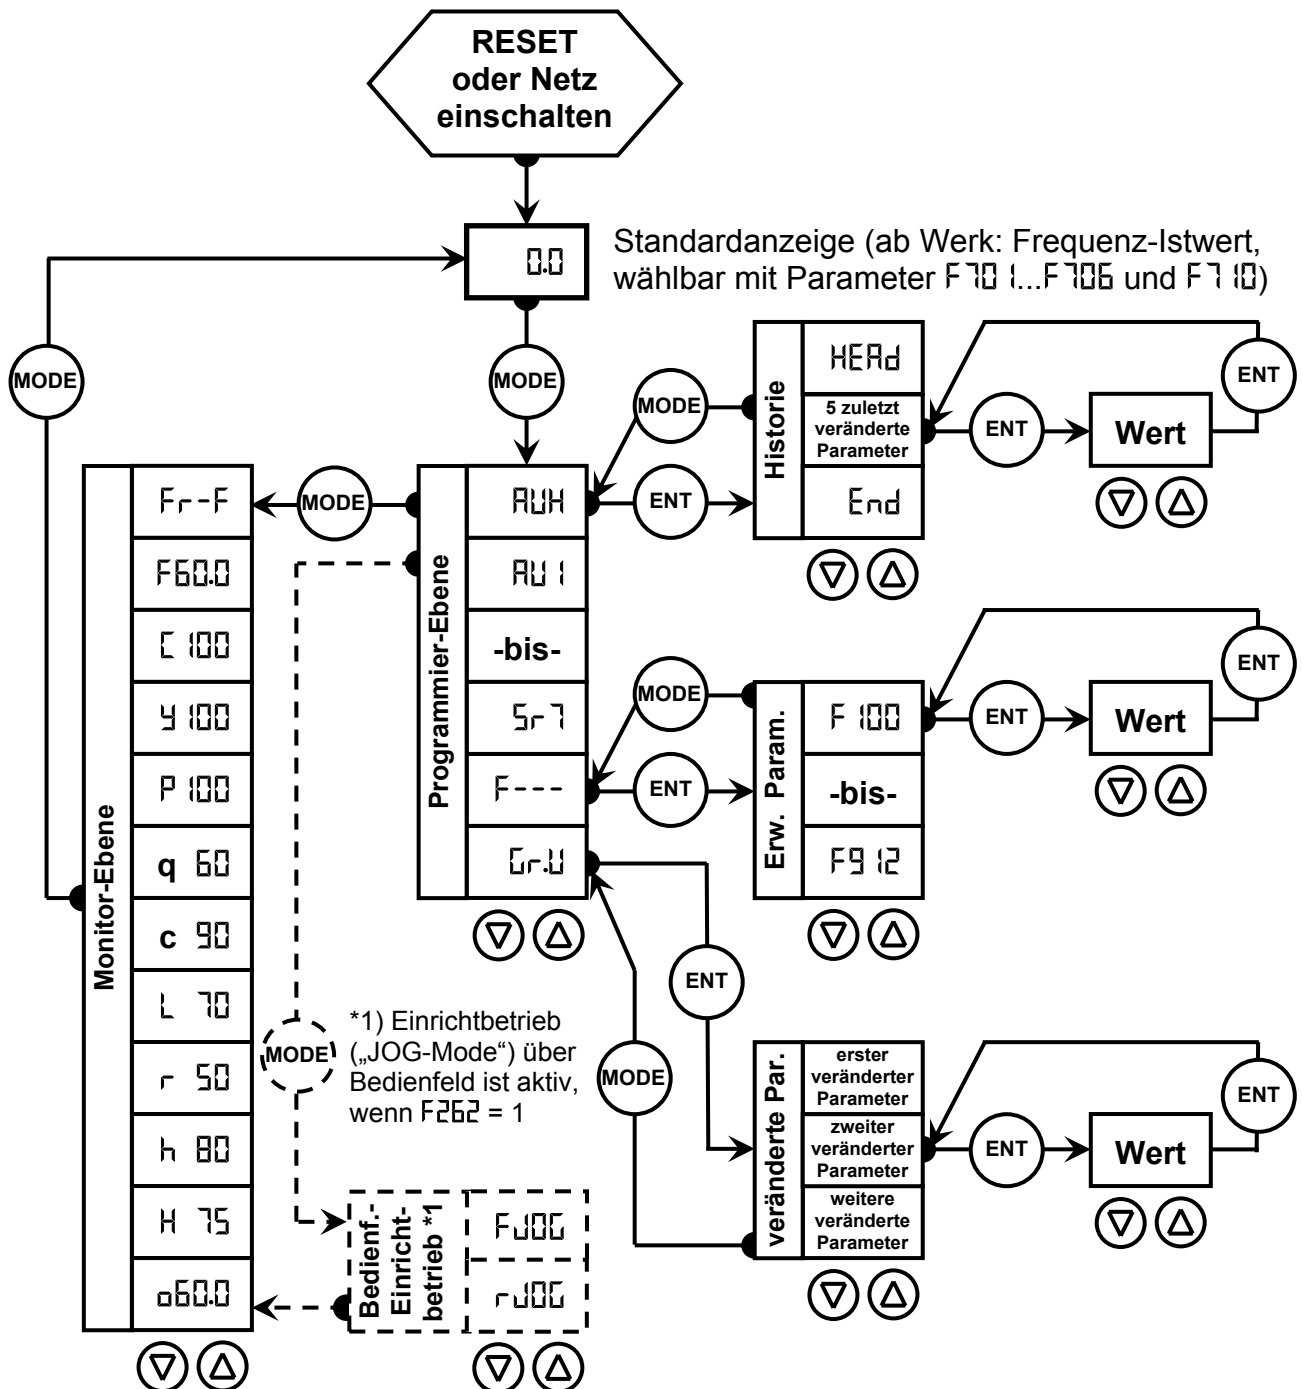 RESET
oder Netz
einschalten
0.0
Standardanzeige (ab Werk: Frequenz-Istwert,
wählbar mit Parameter F701...F706 und F710)
MODE
MODE
Historie
HEAd
5 zuletzt
veränderte
Parameter
End
MODE
ENT
ENT
Wert
ENT
Monitor-Ebene
Fr-F
F60.0
C100
y100
P100
q 60
c 90
L 70
r 50
h 80
H 75
o60.0
MODE
Programmier-Ebene
AUH
AU1
-bis-
Sr7
F---
Gr.U
MODE
ENT
Erw. Param.
F100
-bis-
F912
ENT
Wert
ENT
ENT
MODE
MODE
*1) Einrichtbetrieb
(„JOG-Mode“) über
Bedienfeld ist aktiv,
wenn F262 = 1
Bedienf.-
Einricht-
betrieb *1
FJOG
rJOG
veränderte Par.
erster
veränderter
Parameter
zweiter
veränderter
Parameter
weitere
veränderte
Parameter
ENT
Wert
ENT